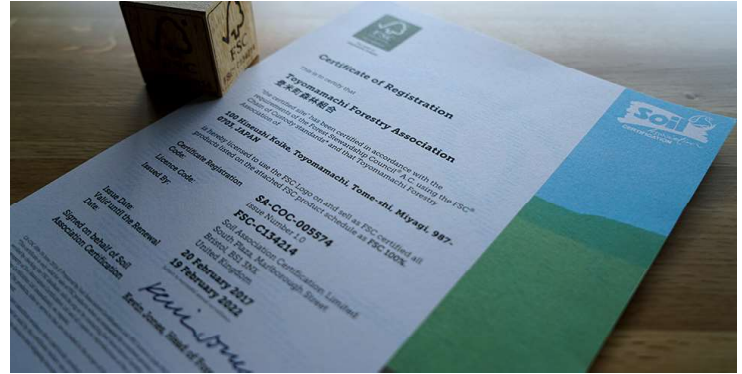 FSC
FSC C134214
FSC
Certificate of Registration
This is to certify that
Toyomamachi Forestry Association
登米町森林組合
'the certified site' has been certified in accordance with the
requirements of the Forest Stewardship Council® A.C. using the FSC®
Chain of Custody standards and that Toyomamachi Forestry
Association of
100 Hineushi Koike, Toyomamachi, Tome-shi, Miyagi, 987-
070X JAPAN
is hereby licensed to use the FSC Logo on and sell as FSC certified all
products listed on the attached FSC product schedule as FSC 100%.
Certificate Registration
Code:
SA-COC-005574
Issue Number 1.0
Licence Code:
FSC-C134214
Issued By:
Soil Association Certification Limited
South Plaza, Marlborough Street
Bristol, BS1 3NX
United Kingdom
Issue Date:
20 February 2017
Valid until the Renewal
Date:
19 February 2022
Signed on behalf of Soil
Association Certification
Kevin Jones, Head of
SOil
CERTIFICATION